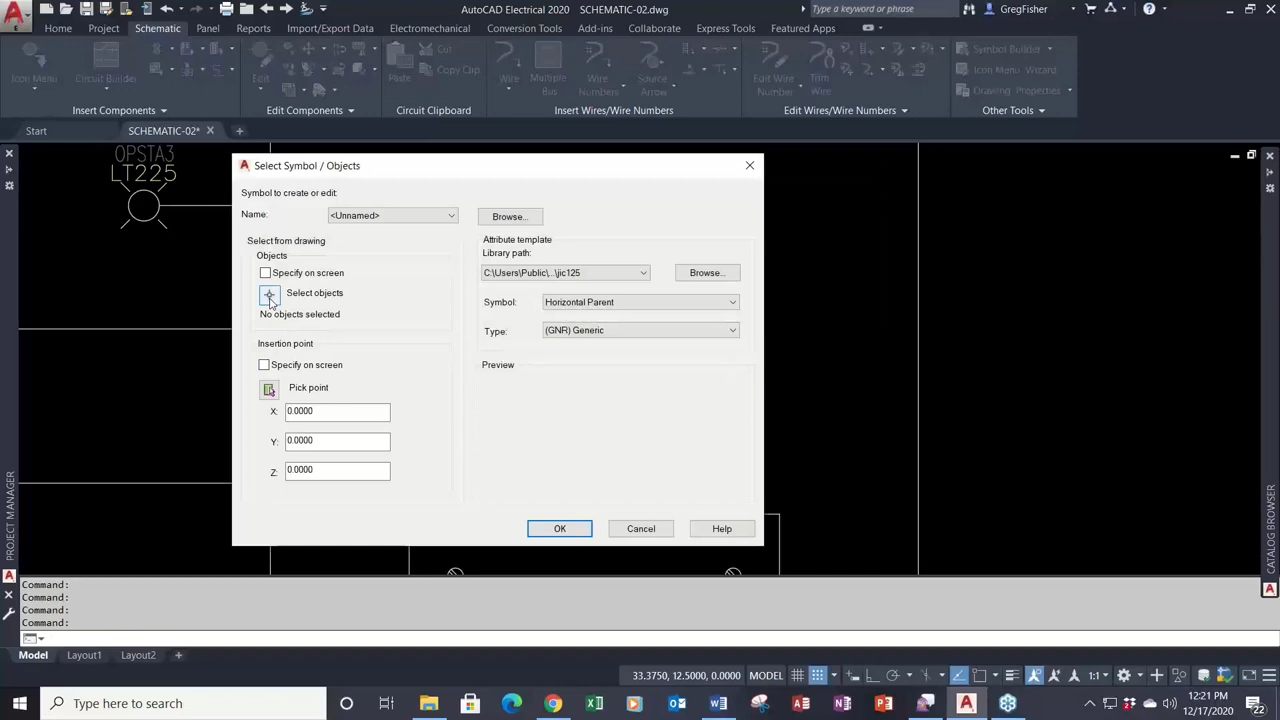 AutoCAD Electrical 2020 SCHEMATIC-02.dwg
Type a keyword or phrase
GregFisher
Home Project Schematic Panel Reports Import/Export Data Electromechanical Conversion Tools Add-ins Collaborate Express Tools Featured Apps
Icon Menu
Circuit Builder
Insert Components
Edit
Edit Components
Paste
Cut
Copy Clip
Circuit Clipboard
Wire
Multiple
Bus
Wire
Numbers
Source
Arrow
Insert Wires/Wire Numbers
Edit Wire
Number
Trim
Wire
Edit Wires/Wire Numbers
Symbol Builder
Icon Menu Wizard
Drawing Properties
Other Tools
Start
SCHEMATIC-02*
OPSTA3
LT225
Select Symbol / Objects
Symbol to create or edit:
Name:
<Unnamed>
Browse...
Select from drawing
Objects
Specify on screen
Select objects
No objects selected
Insertion point
Specify on screen
Pick point
X: 0.0000
Y: 0.0000
Z: 0.0000
Attribute template
Library path:
C:\Users\Public\...\jic125
Browse...
Symbol: Horizontal Parent
Type: (GNR) Generic
Preview
OK
Cancel
Help
PROJECT MANAGER
CATALOG BROWSER
Command:
Command:
Command:
Command:
Model Layout1 Layout2
33.3750, 12.5000, 0.0000 MODEL
1:1
Type here to search
12:21 PM
12/17/2020
22